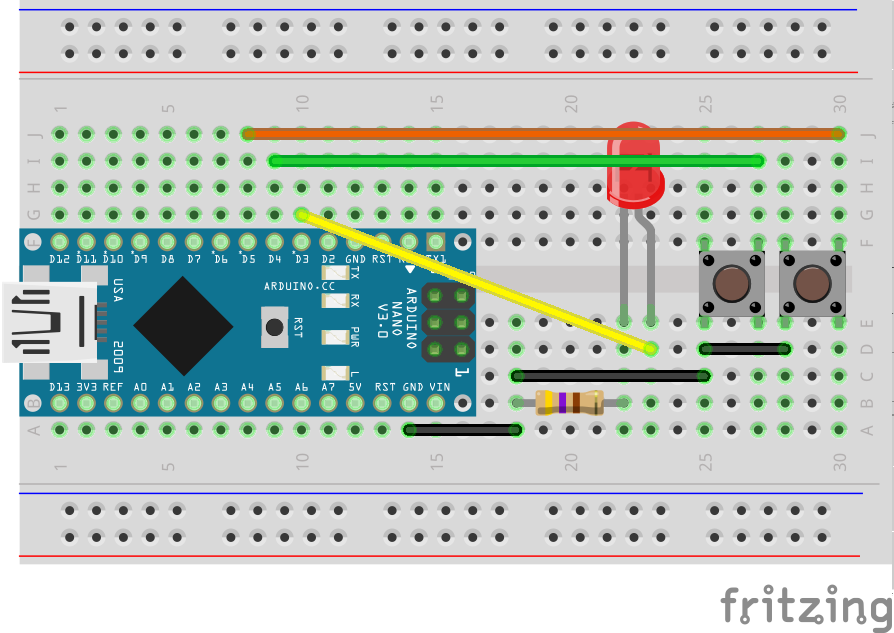 1 5 10 15 20 25 30
J J
I I
H H
G G
F F
D12 D11 D10 D9 D8 D7 D6 D5 D4 D3 D2 GND RST TX1
ARDUINO.CC
TX
RX
PWR
L
USA
2009
RST
ARDUINO
NANO
V3.0
1
E E
D
C C
D13 3V3 REF A0 A1 A2 A3 A4 A5 A6 A7 5V RST GND VIN
B B
A A
1 5 10 15 20 25 30
fritzing